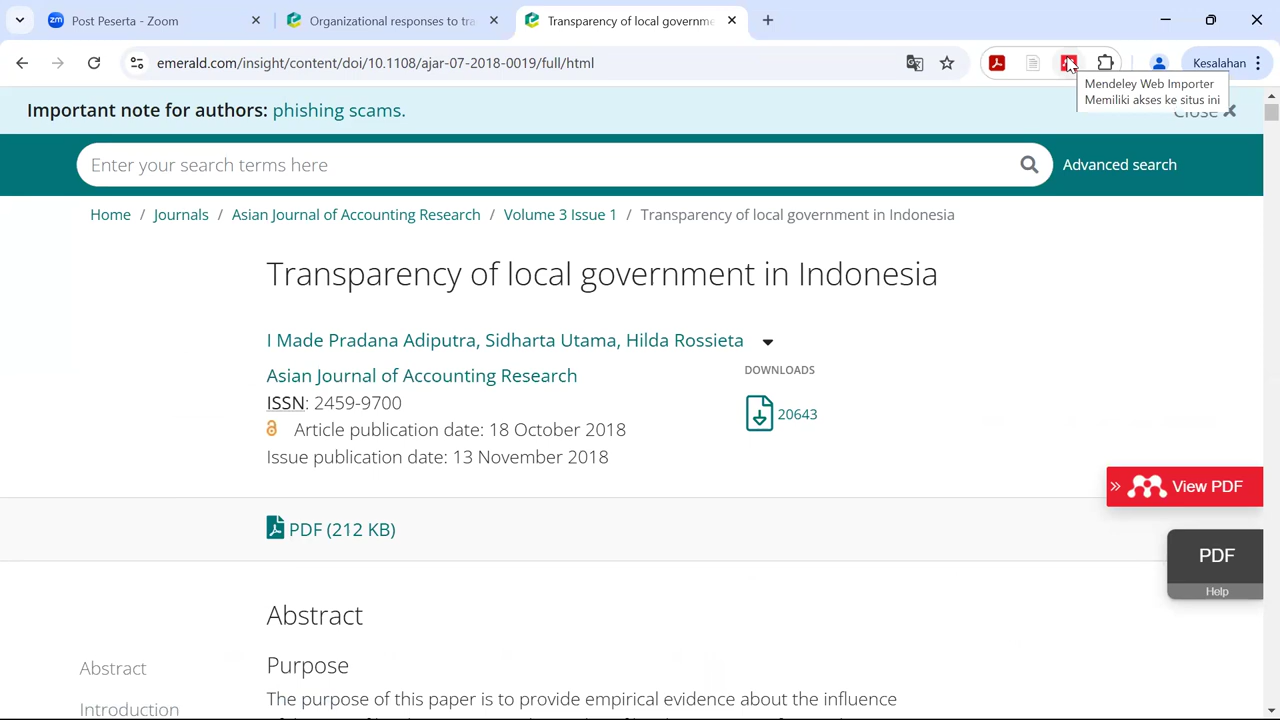 Post Peserta - Zoom
Organizational responses to tra
Transparency of local governme
emerald.com/insight/content/doi/10.1108/ajar-07-2018-0019/full/html
Kesalahan
Mendeley Web Importer
Memiliki akses ke situs ini
Important note for authors: phishing scams.
Close
Enter your search terms here
Advanced search
Home / Journals / Asian Journal of Accounting Research / Volume 3 Issue 1 / Transparency of local government in Indonesia
Transparency of local government in Indonesia
I Made Pradana Adiputra, Sidharta Utama, Hilda Rossieta
Asian Journal of Accounting Research
ISSN: 2459-9700
Article publication date: 18 October 2018
Issue publication date: 13 November 2018
DOWNLOADS
20643
View PDF
PDF (212 KB)
PDF
Help
Abstract
Purpose
The purpose of this paper is to provide empirical evidence about the influence
Abstract
Introduction